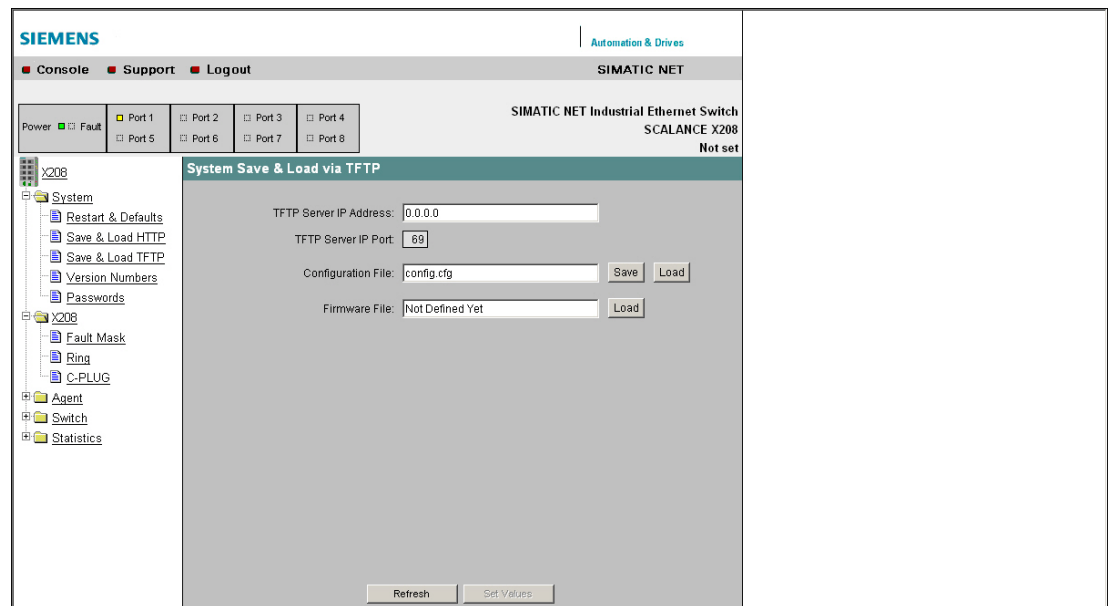 SIEMENS
Automation & Drives
Console Support Logout SIMATIC NET
Power Fault
Port 1 Port 2 Port 3 Port 4
Port 5 Port 6 Port 7 Port 8
SIMATIC NET Industrial Ethernet Switch
SCALANCE X208
Not set
X208
System
Restart & Defaults
Save & Load HTTP
Save & Load TFTP
Version Numbers
Passwords
X208
Fault Mask
Ring
C-PLUG
Agent
Switch
Statistics
System Save & Load via TFTP
TFTP Server IP Address: 0.0.0.0
TFTP Server IP Port: 69
Configuration File: config.cfg Save Load
Firmware File: Not Defined Yet Load
Refresh Set Values